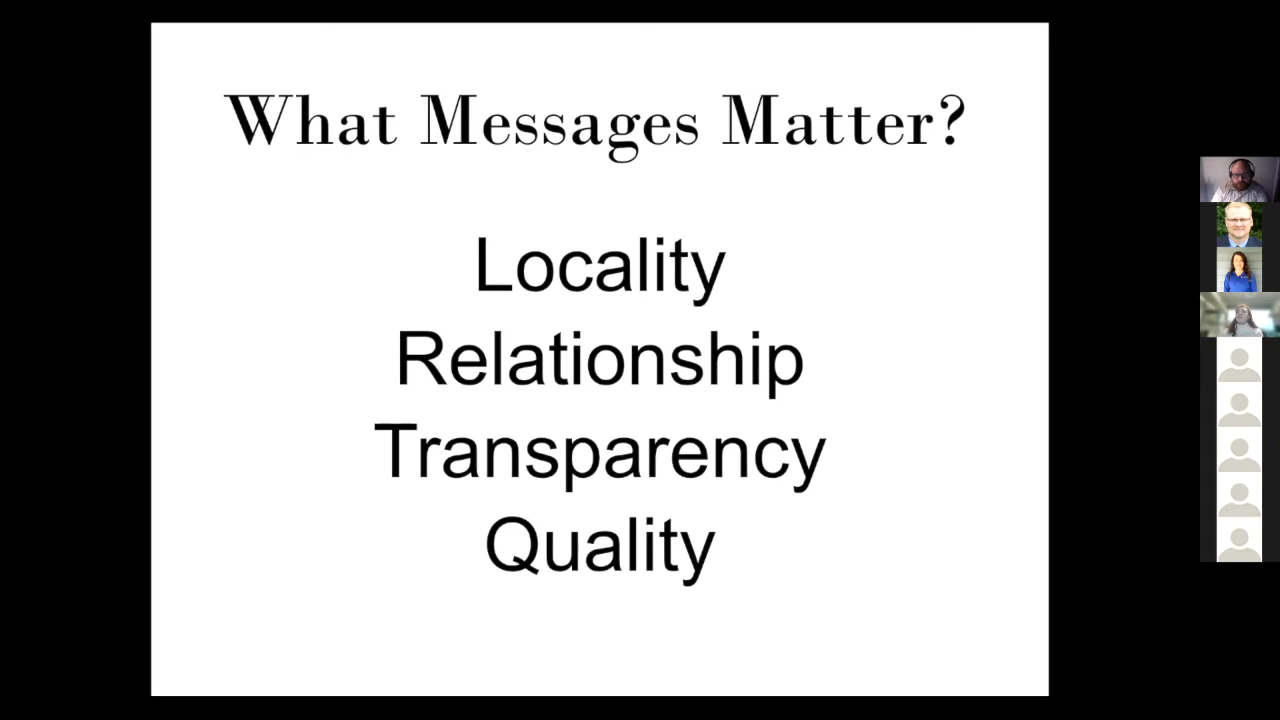 What Messages Matter?
Locality
Relationship
Transparency
Quality